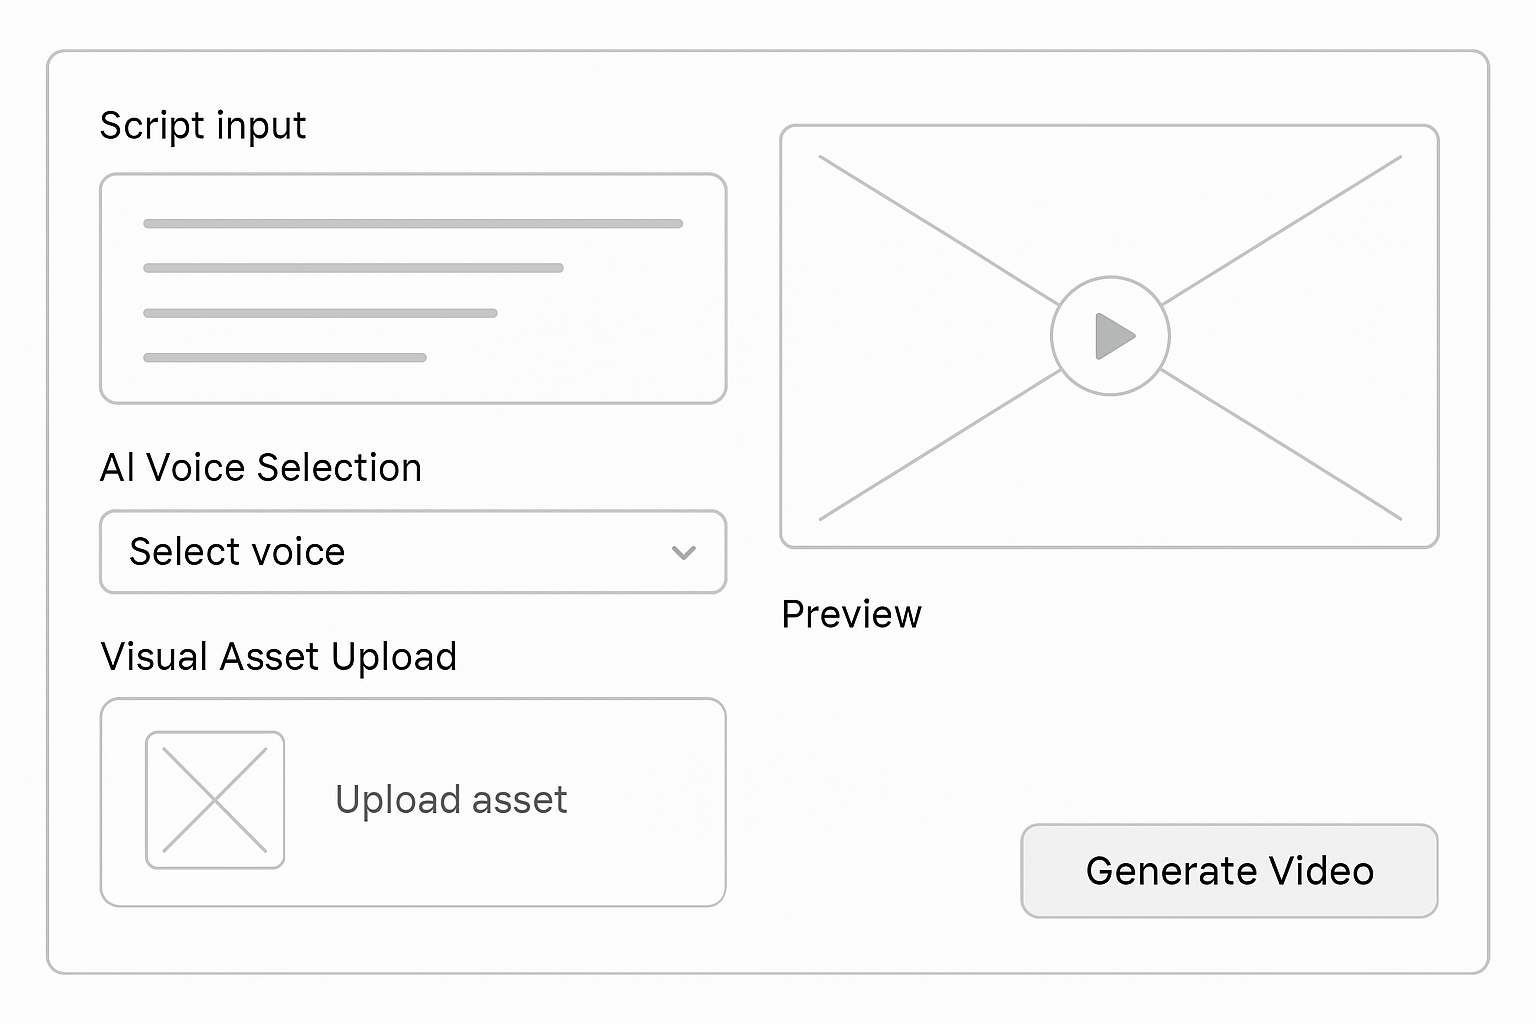 Script input
AI Voice Selection
Select voice
Visual Asset Upload
Upload asset
Preview
Generate Video